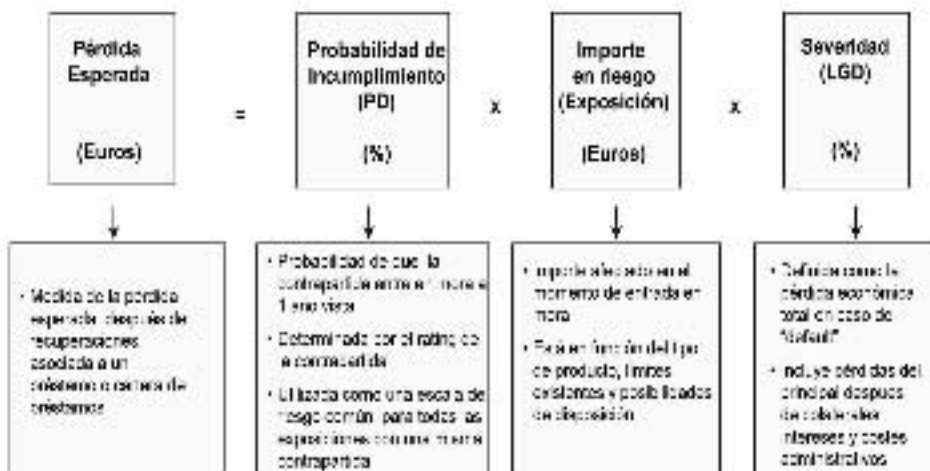 Pérdida
Esperada
(Euros)
=
Probabilidad de
Incumplimiento
(PD)
(%)
x
Importe
en riesgo
(Exposición)
(Euros)
x
Severidad
(LGD)
(%)
• Medida de la pérdida
esperada, después de
recuperaciones,
asociada a un
préstamo o cartera de
préstamos
• Probabilidad de que la
contrapartida entre en mora a
1 año vista
• Determinada por el rating de
la contrapartida
• Utilizada como una escala de
riesgo común para todas las
exposiciones con una misma
contrapartida
• Importe afectado en el
momento de entrada en
mora
• Está en función del tipo
de producto, límites
existentes y posibilidades
de disposición
• Definida como la
pérdida económica
total en caso de
"default"
• Incluye pérdidas del
principal después
de colaterales,
intereses y costes
administrativos